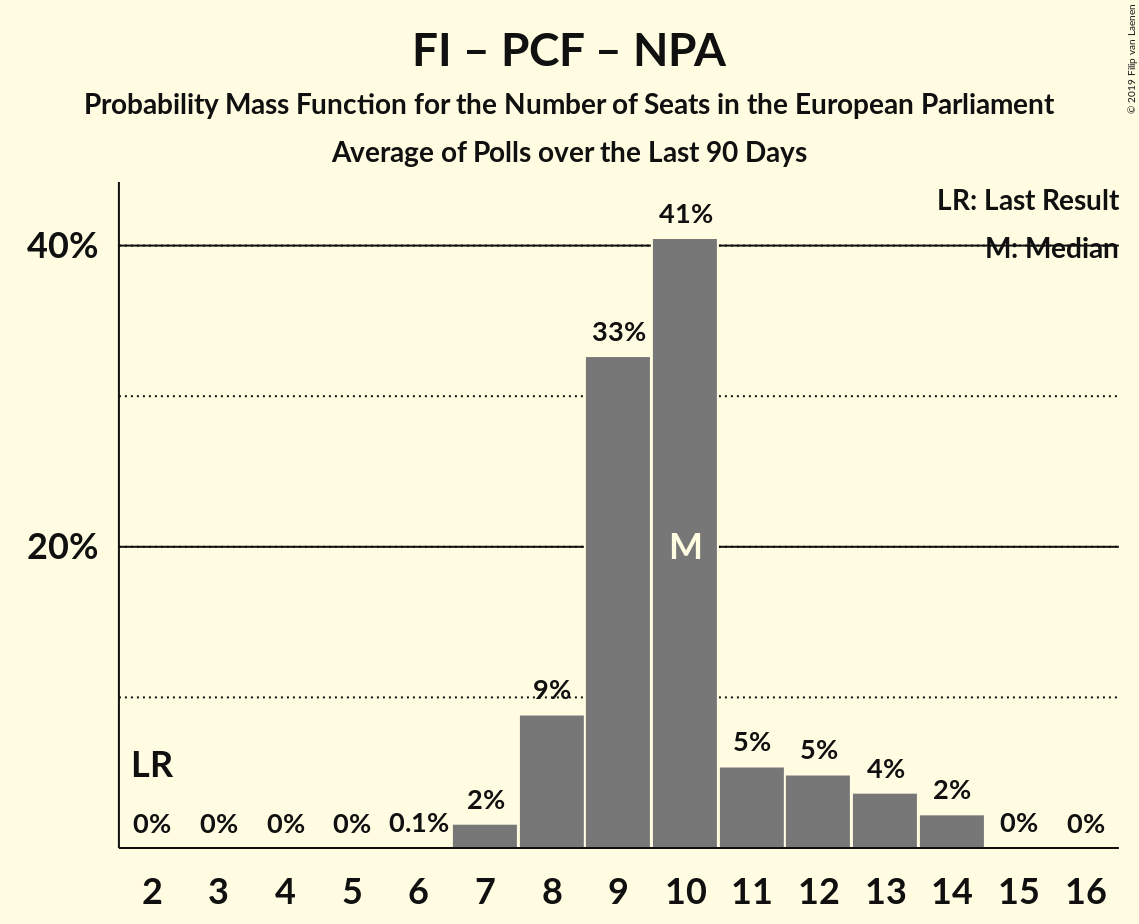 FI – PCF – NPA
Probability Mass Function for the Number of Seats in the European Parliament
Average of Polls over the Last 90 Days
© 2019 Filip van Laenen
LR: Last Result
M: Median
40%
20%
41%
33%
M
9%
5%
5%
4%
2%
2%
LR
0% 0% 0% 0% 0.1% 0% 0%
2 3 4 5 6 7 8 9 10 11 12 13 14 15 16